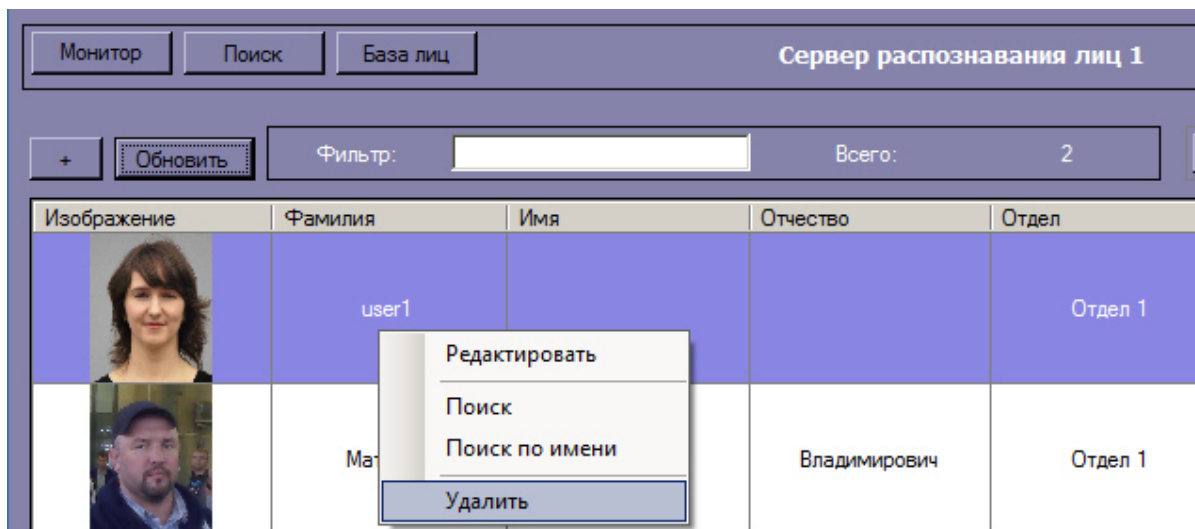 Монитор Поиск База лиц Сервер распознавания лиц 1
+ Обновить Фильтр: Всего: 2
Изображение Фамилия Имя Отчество Отдел
user1 Отдел 1
Редактировать
Поиск
Поиск по имени
Мат Владимирович Отдел 1
Удалить